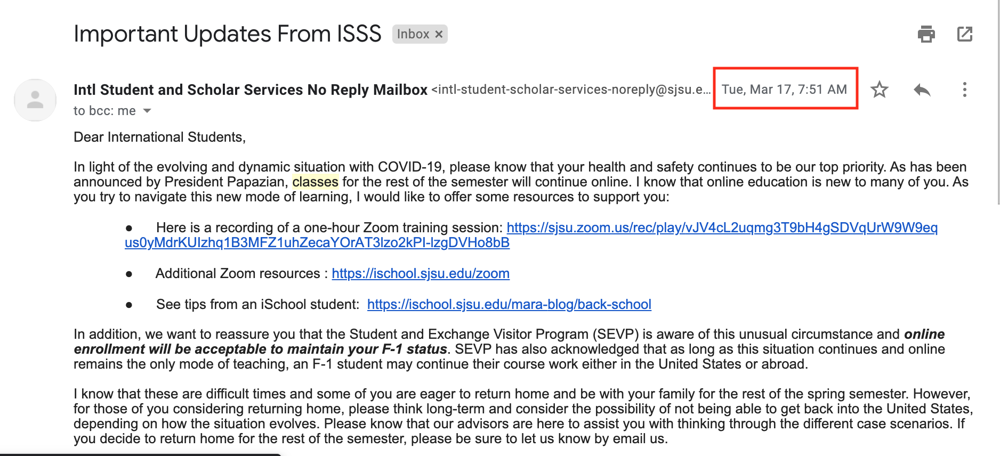 Important Updates From ISSS Inbox ×
Intl Student and Scholar Services No Reply Mailbox <intl-student-scholar-services-noreply@sjsu.e... Tue, Mar 17, 7:51 AM
to bcc: me
Dear International Students,
In light of the evolving and dynamic situation with COVID-19, please know that your health and safety continues to be our top priority. As has been
announced by President Papazian, classes for the rest of the semester will continue online. I know that online education is new to many of you. As
you try to navigate this new mode of learning, I would like to offer some resources to support you:
● Here is a recording of a one-hour Zoom training session: https://sjsu.zoom.us/rec/play/vJV4cL2uqmg3T9bH4gSDVqUrW9W9eq
us0yMdrKUIzhq1B3MFZ1uhZecaYOrAT3lzo2kPI-lzgDVHo8bB
● Additional Zoom resources : https://ischool.sjsu.edu/zoom
● See tips from an iSchool student: https://ischool.sjsu.edu/mara-blog/back-school
In addition, we want to reassure you that the Student and Exchange Visitor Program (SEVP) is aware of this unusual circumstance and online
enrollment will be acceptable to maintain your F-1 status. SEVP has also acknowledged that as long as this situation continues and online
remains the only mode of teaching, an F-1 student may continue their course work either in the United States or abroad.
I know that these are difficult times and some of you are eager to return home and be with your family for the rest of the spring semester. However,
for those of you considering returning home, please think long-term and consider the possibility of not being able to get back into the United States,
depending on how the situation evolves. Please know that our advisors are here to assist you with thinking through the different case scenarios. If
you decide to return home for the rest of the semester, please be sure to let us know by email us.